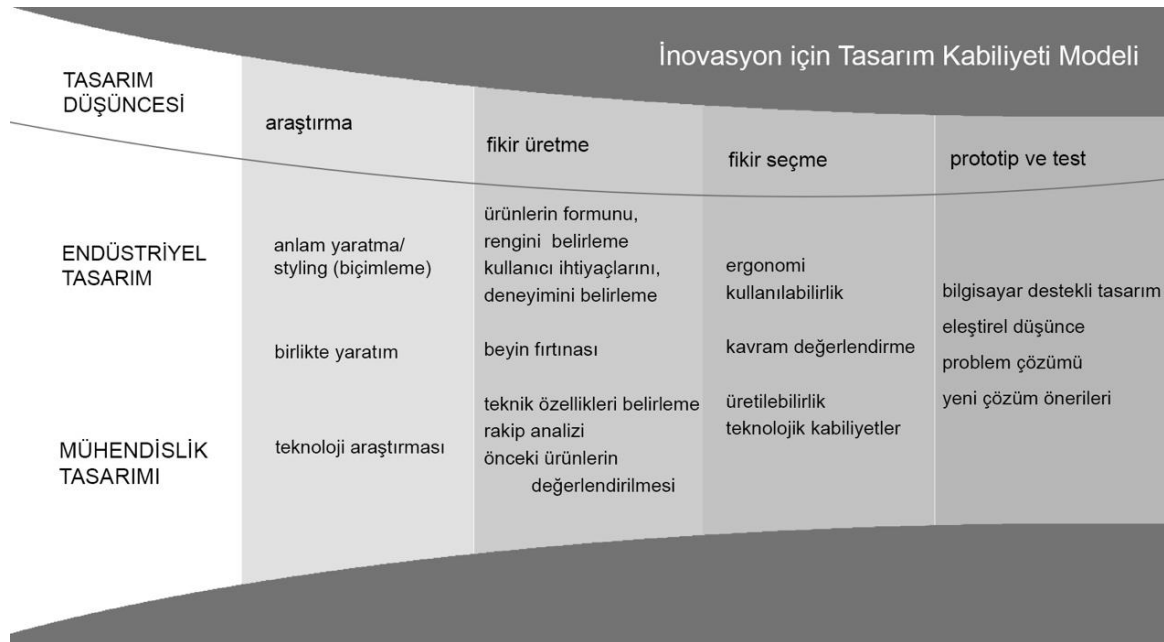 İnovasyon için Tasarım Kabiliyeti Modeli
TASARIM
DÜŞÜNCESİ
araştırma
fikir üretme
fikir seçme
prototip ve test
ENDÜSTRİYEL
TASARIM
anlam yaratma/
styling (biçimleme)
ürünlerin formunu,
rengini belirleme
kullanıcı ihtiyaçlarını,
deneyimini belirleme
ergonomi
kullanılabilirlik
birlikte yaratım
beyin fırtınası
kavram değerlendirme
bilgisayar destekli tasarım
eleştirel düşünce
problem çözümü
yeni çözüm önerileri
MÜHENDİSLİK
TASARIMI
teknoloji araştırması
teknik özellikleri belirleme
rakip analizi
önceki ürünlerin
değerlendirilmesi
üretilebilirlik
teknolojik kabiliyetler